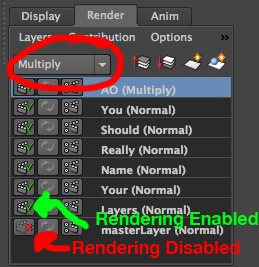 Display Render Anim
Layers Contribution Options
Multiply
AO (Multiply)
You (Normal)
Should (Normal)
Really (Normal)
Name (Normal)
Your (Normal)
Layers (Normal)
Rendering Enabled
masterLayer (Normal)
Rendering Disabled